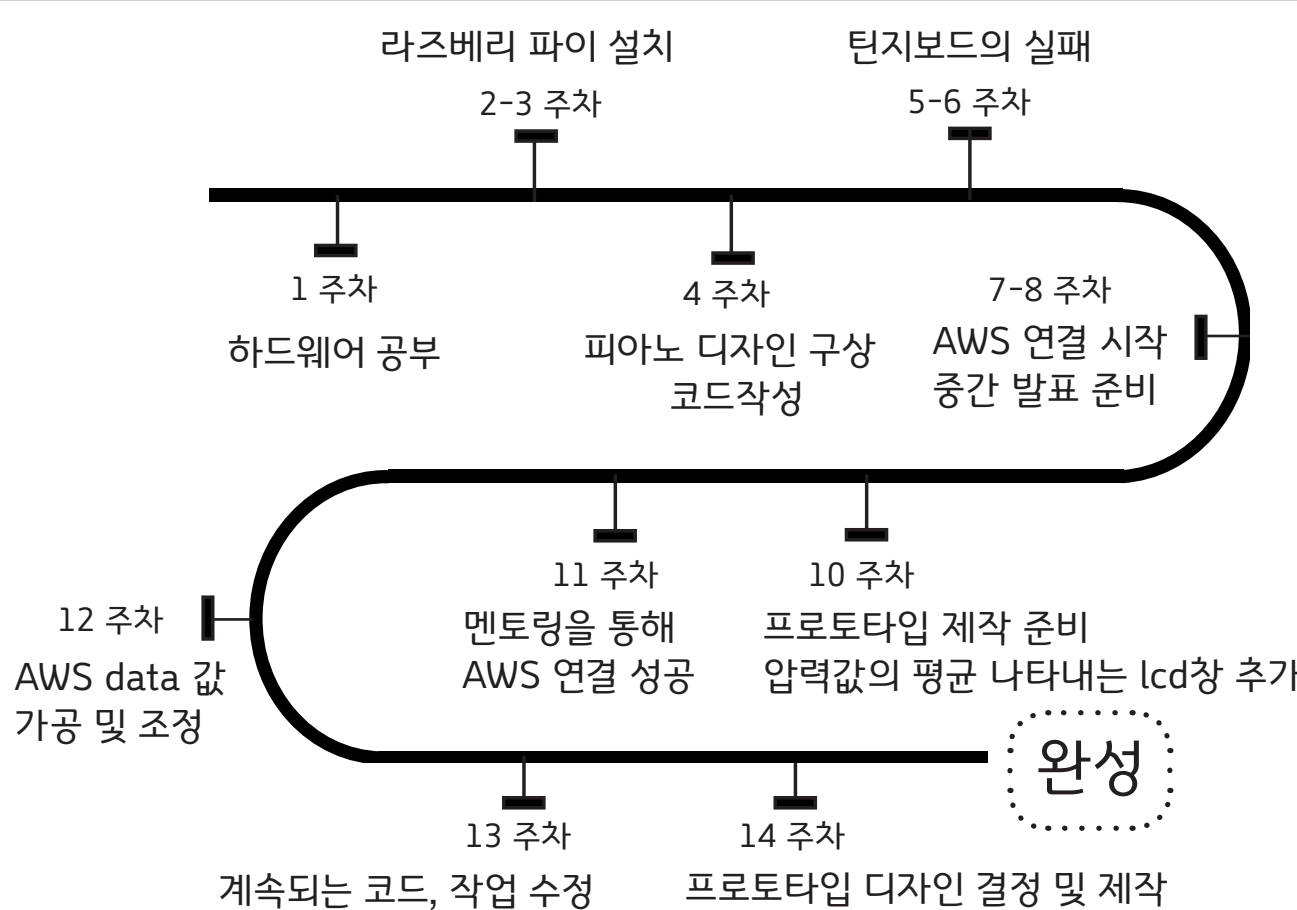 라즈베리 파이 설치
2-3 주차
틴지보드의 실패
5-6 주차
1 주차
하드웨어 공부
4 주차
피아노 디자인 구상
코드작성
7-8 주차
AWS 연결 시작
중간 발표 준비
10 주차
프로토타입 제작 준비
압력값의 평균 나타내는 lcd창 추가
11 주차
멘토링을 통해
AWS 연결 성공
12 주차
AWS data 값
가공 및 조정
13 주차
계속되는 코드, 작업 수정
14 주차
프로토타입 디자인 결정 및 제작
완성